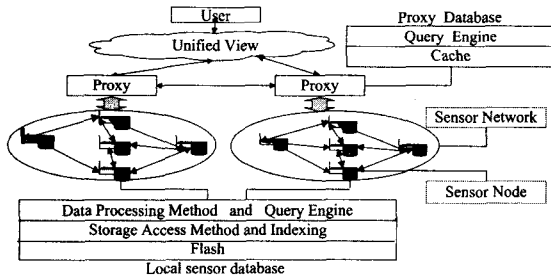 User
Proxy Database
Unified View
Query Engine
Cache
Proxy
Proxy
Sensor Network
Sensor Node
Data Processing Method and Query Engine
Storage Access Method and Indexing
Flash
Local sensor database